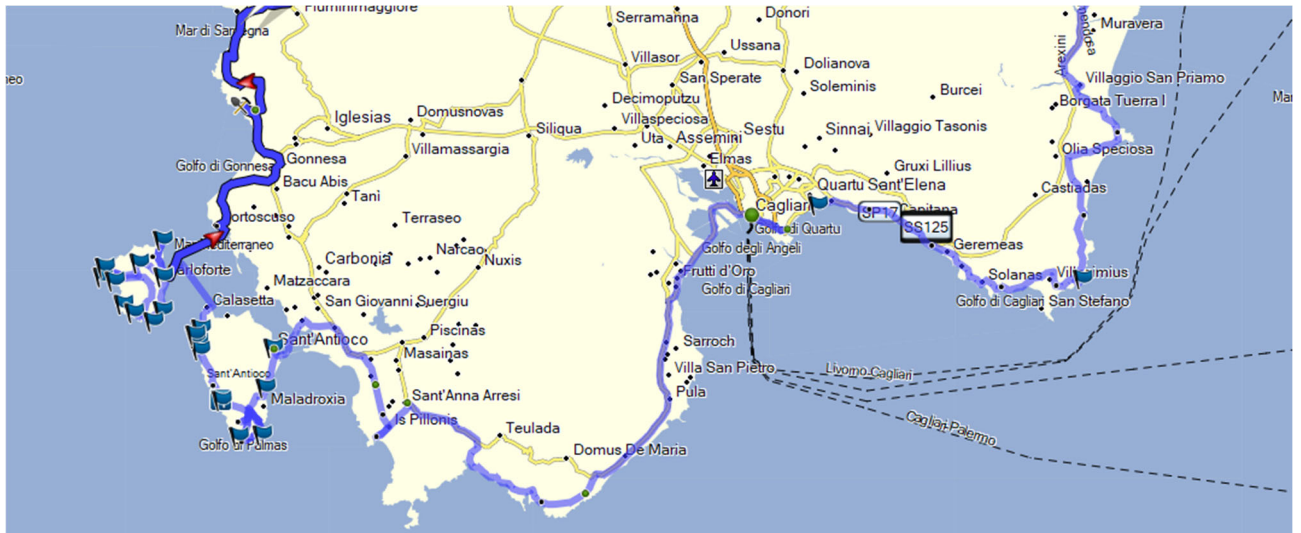 Fluminimaggiore
Serramanna
Donori
Muravera
Ussana
Villasor
Dolianova
Arexini
San Sperate
Soleminis
Villaggio San Priamo
Burcei
Decimoputzu
Borgata Tuerra I
Iglesias
Domusnovas
Villaspeciosa
Siliqua
Sestu
Sinnai
Villaggio Tasonis
Uta
Assemini
Villamassargia
Olia Speciosa
Gonnesa
Elmas
Golfo di Gonnesa
Gruxi Lillius
Bacu Abis
Quartu Sant'Elena
Tani
Castiadas
Cagliari
SP17
Capitana
Portoscuso
Terraseo
SS125
Golfo di Quartu
Golfo degli Angeli
Geremeas
Narcao
Carbonia
Nuxis
Carloforte
Frutti d'Oro
Solanas
Villasimius
Matzaccara
Golfo di Cagliari
Calasetta
San Giovanni Suergiu
Golfo di Cagliari
San Stefano
Piscinas
Sant'Antioco
Sarroch
Masainas
Villa San Pietro
Livorno-Cagliari
Sant'Antioco
Pula
Maladroxia
Sant'Anna Arresi
Is Pillonis
Cagliari-Palermo
Teulada
Golfo di Palmas
Domus De Maria